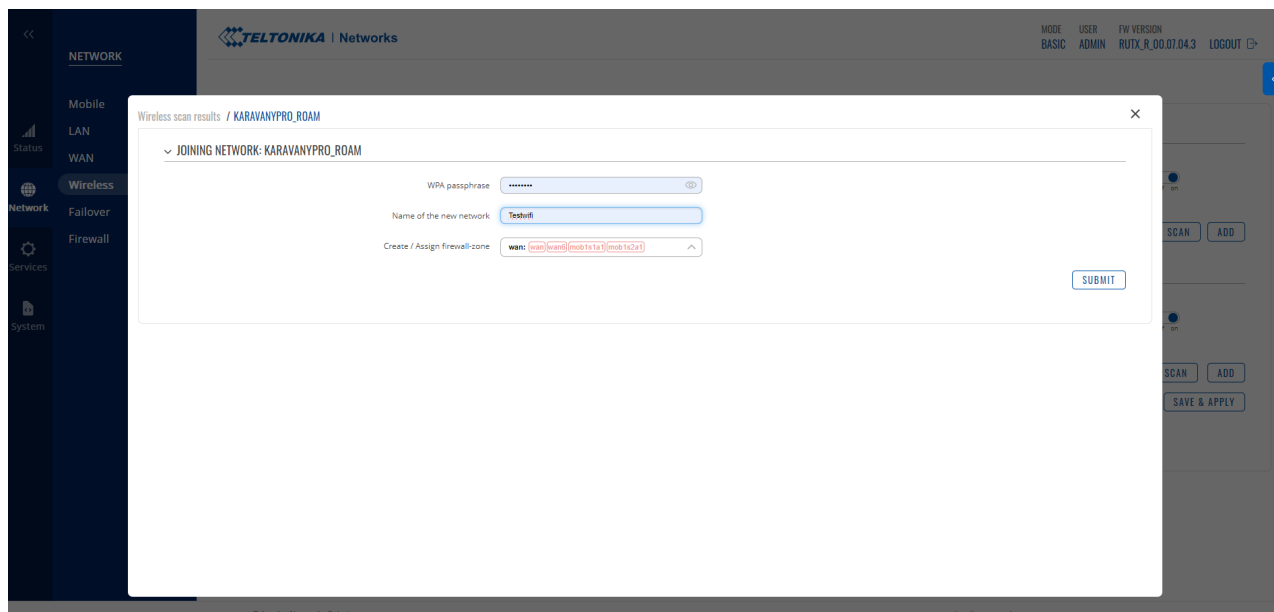 TELTONIKA | Networks
MODE USER FW VERSION
BASIC ADMIN RUTX_R_00.07.04.3 LOGOUT
NETWORK
Mobile
LAN
WAN
Wireless
Failover
Firewall
Status
Network
Services
System
Wireless scan results / KARAVANYPRO_ROAM
JOINING NETWORK: KARAVANYPRO_ROAM
WPA passphrase ••••••••
Name of the new network Testwifi
Create / Assign firewall-zone wan: wan wan6 mob1s1a1 mob1s2a1
SUBMIT
on
SCAN ADD
on
SCAN ADD
SAVE & APPLY